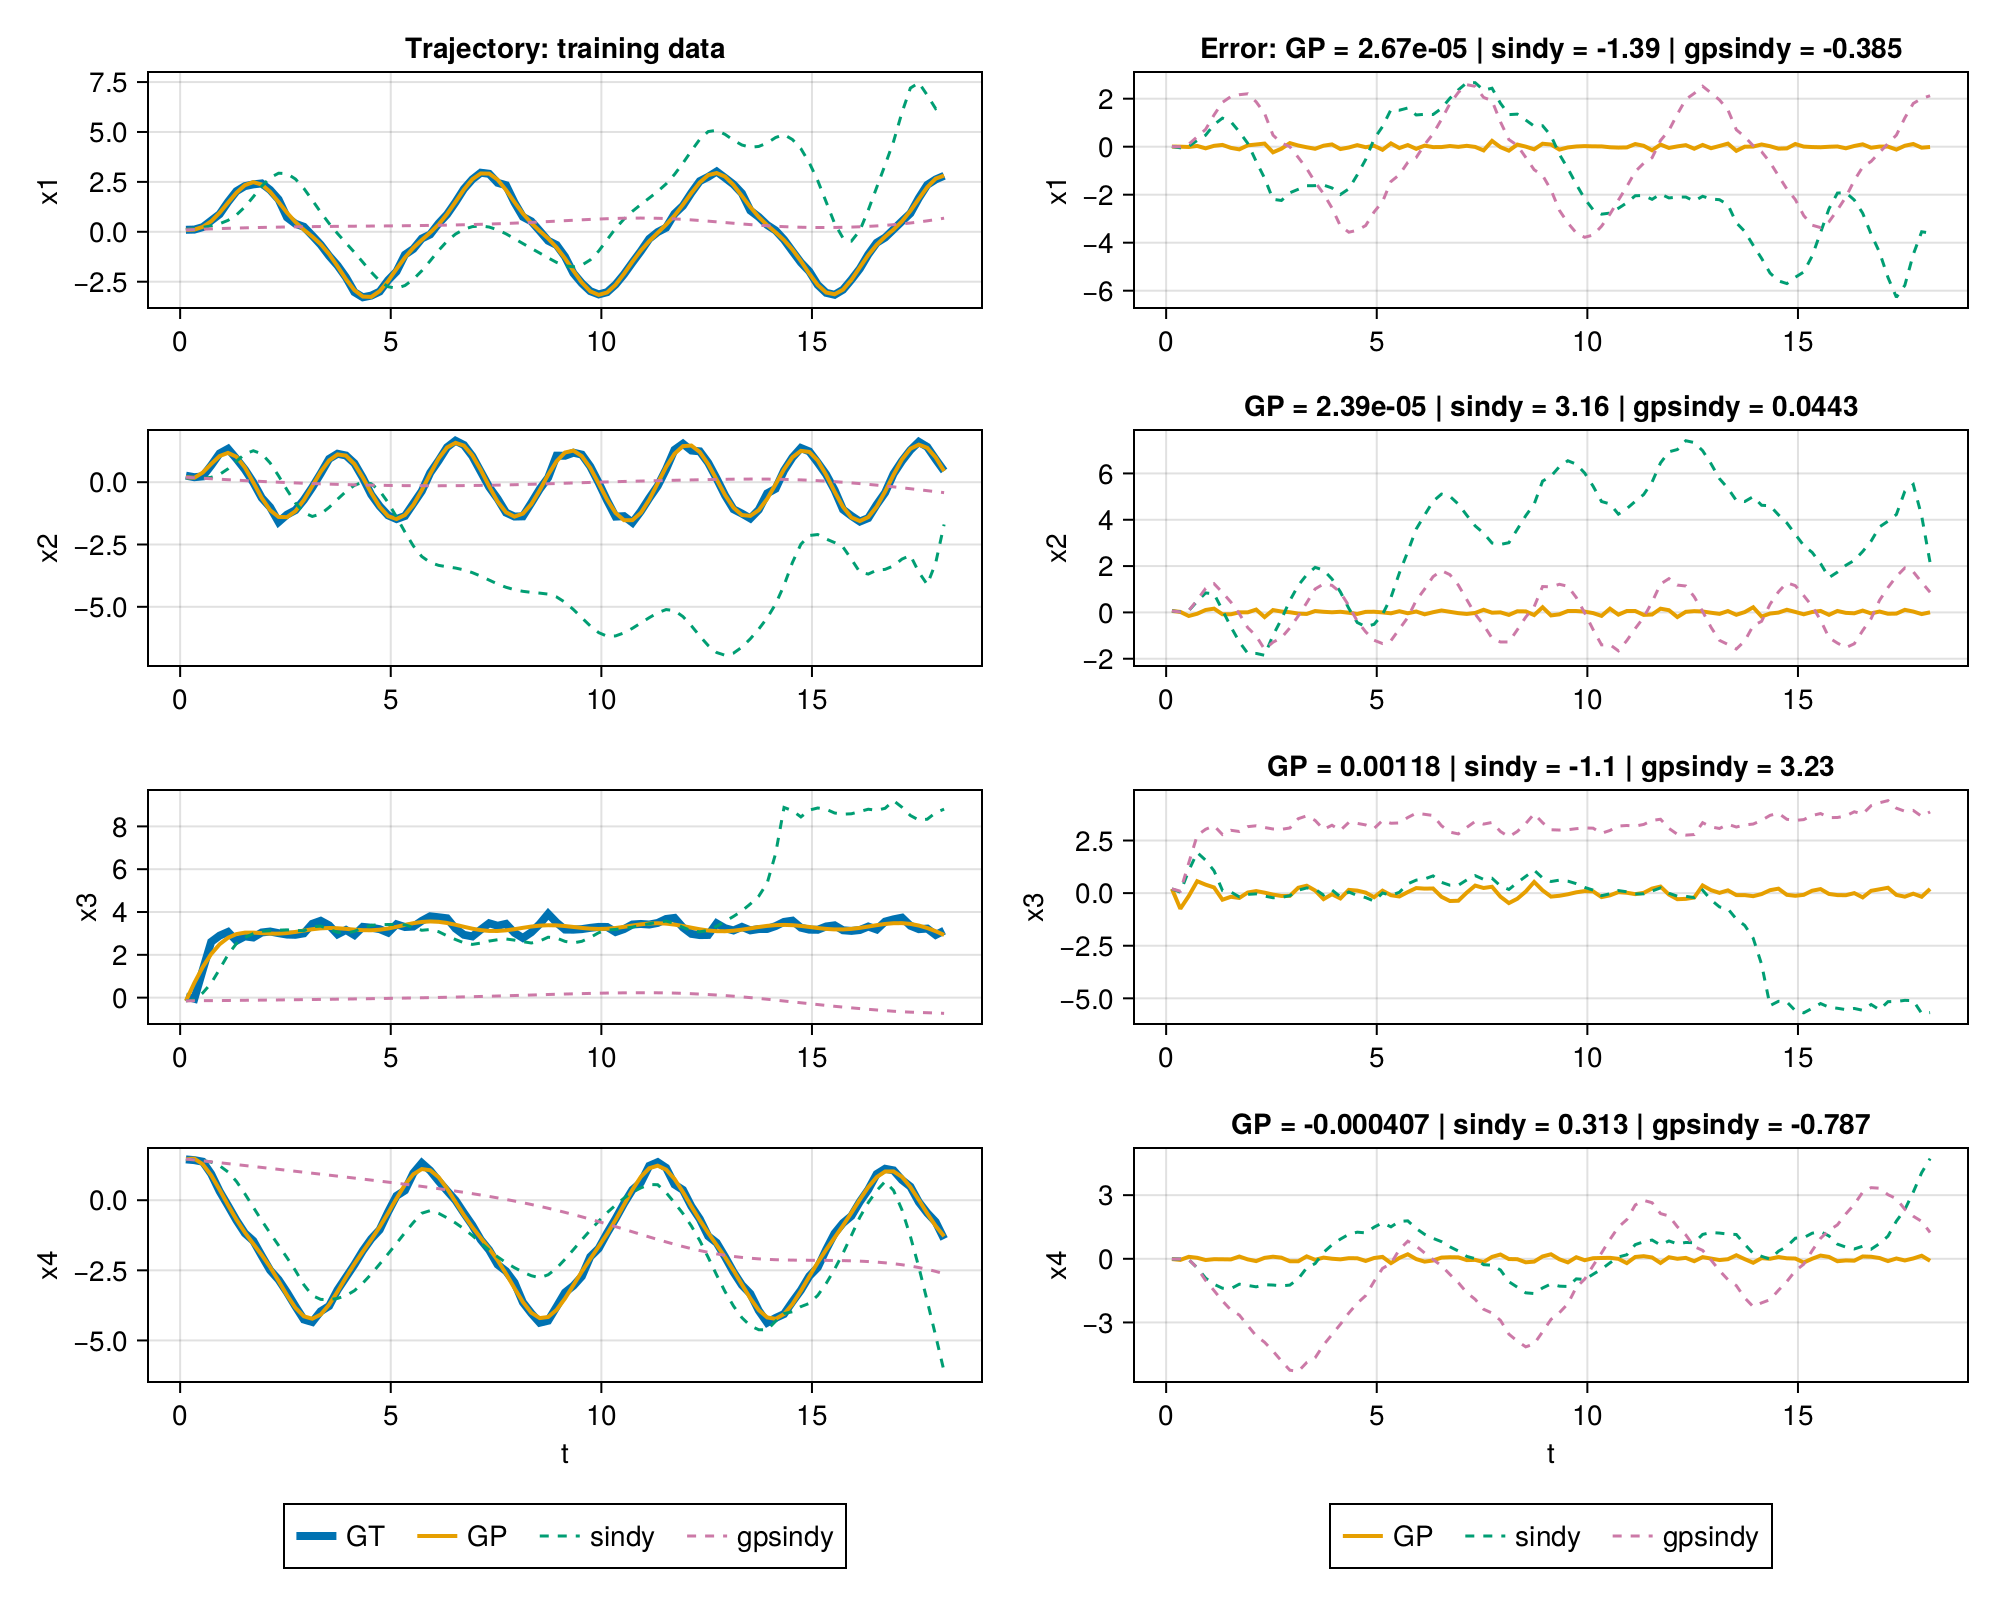 Trajectory: training data
x1
7.5
5.0
2.5
0.0
−2.5
0 5 10 15
Error: GP = 2.67e-05 | sindy = -1.39 | gpsindy = -0.385
x1
2
0
−2
−4
−6
0 5 10 15
x2
0.0
−2.5
−5.0
0 5 10 15
GP = 2.39e-05 | sindy = 3.16 | gpsindy = 0.0443
x2
6
4
2
0
−2
0 5 10 15
x3
8
6
4
2
0
0 5 10 15
GP = 0.00118 | sindy = -1.1 | gpsindy = 3.23
x3
2.5
0.0
−2.5
−5.0
0 5 10 15
x4
0.0
−2.5
−5.0
0 5 10 15
t
GP = -0.000407 | sindy = 0.313 | gpsindy = -0.787
x4
3
0
−3
0 5 10 15
t
GT GP sindy gpsindy
GP sindy gpsindy